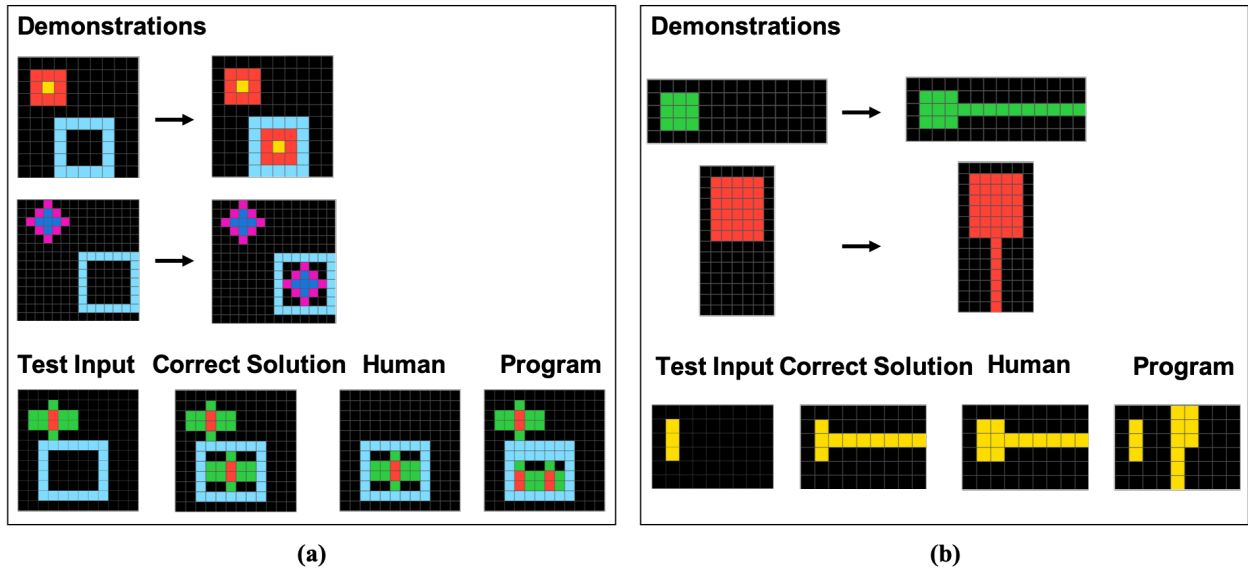 Demonstrations
Test Input Correct Solution Human Program
(a)
Demonstrations
Test Input Correct Solution Human Program
(b)